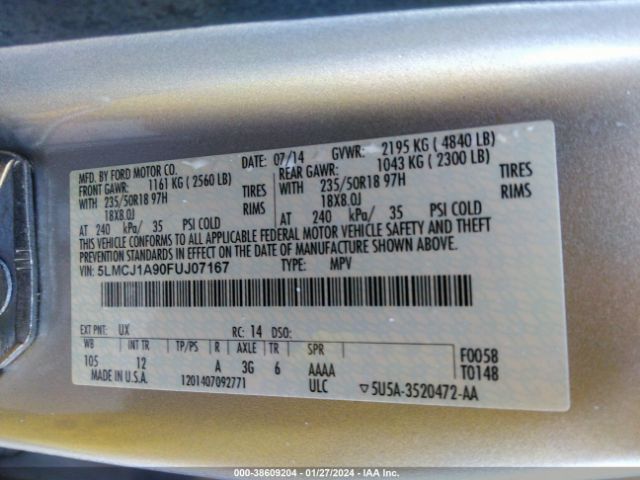 MFD. BY FORD MOTOR CO.
DATE: 07/14 GVWR: 2195 KG ( 4840 LB)
FRONT GAWR: 1161 KG ( 2560 LB) REAR GAWR: 1043 KG ( 2300 LB)
WITH 235/50R18 97H TIRES WITH 235/50R18 97H TIRES
18X8.0J RIMS 18X8.0J RIMS
AT 240 kPa/ 35 PSI COLD AT 240 kPa/ 35 PSI COLD
THIS VEHICLE CONFORMS TO ALL APPLICABLE FEDERAL MOTOR VEHICLE SAFETY AND THEFT
PREVENTION STANDARDS IN EFFECT ON THE DATE OF MANUFACTURE SHOWN ABOVE.
VIN: 5LMCJ1A90FUJ07167 TYPE: MPV
EXT PNT: UX RC: 14 DSO:
WB INT TR TP/PS R AXLE TR SPR F0058
105 12 A 3G 6 AAAA T0148
MADE IN U.S.A. 1201407092771 ULC ▽5U5A-3520472-AA
000-38609204 - 01/27/2024 - IAA Inc.